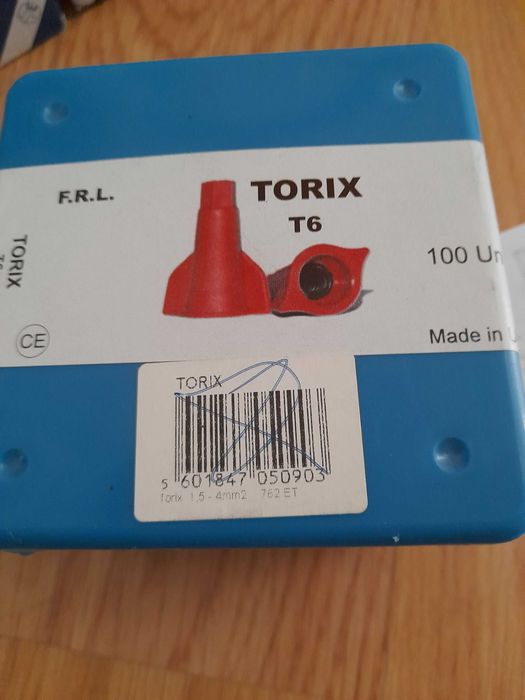 F.R.L.
TORIX
T6
100 Un
Made in
TORIX
CE
TORIX
5 601847 050903
Torix 1,5 - 4mm2 762 ET